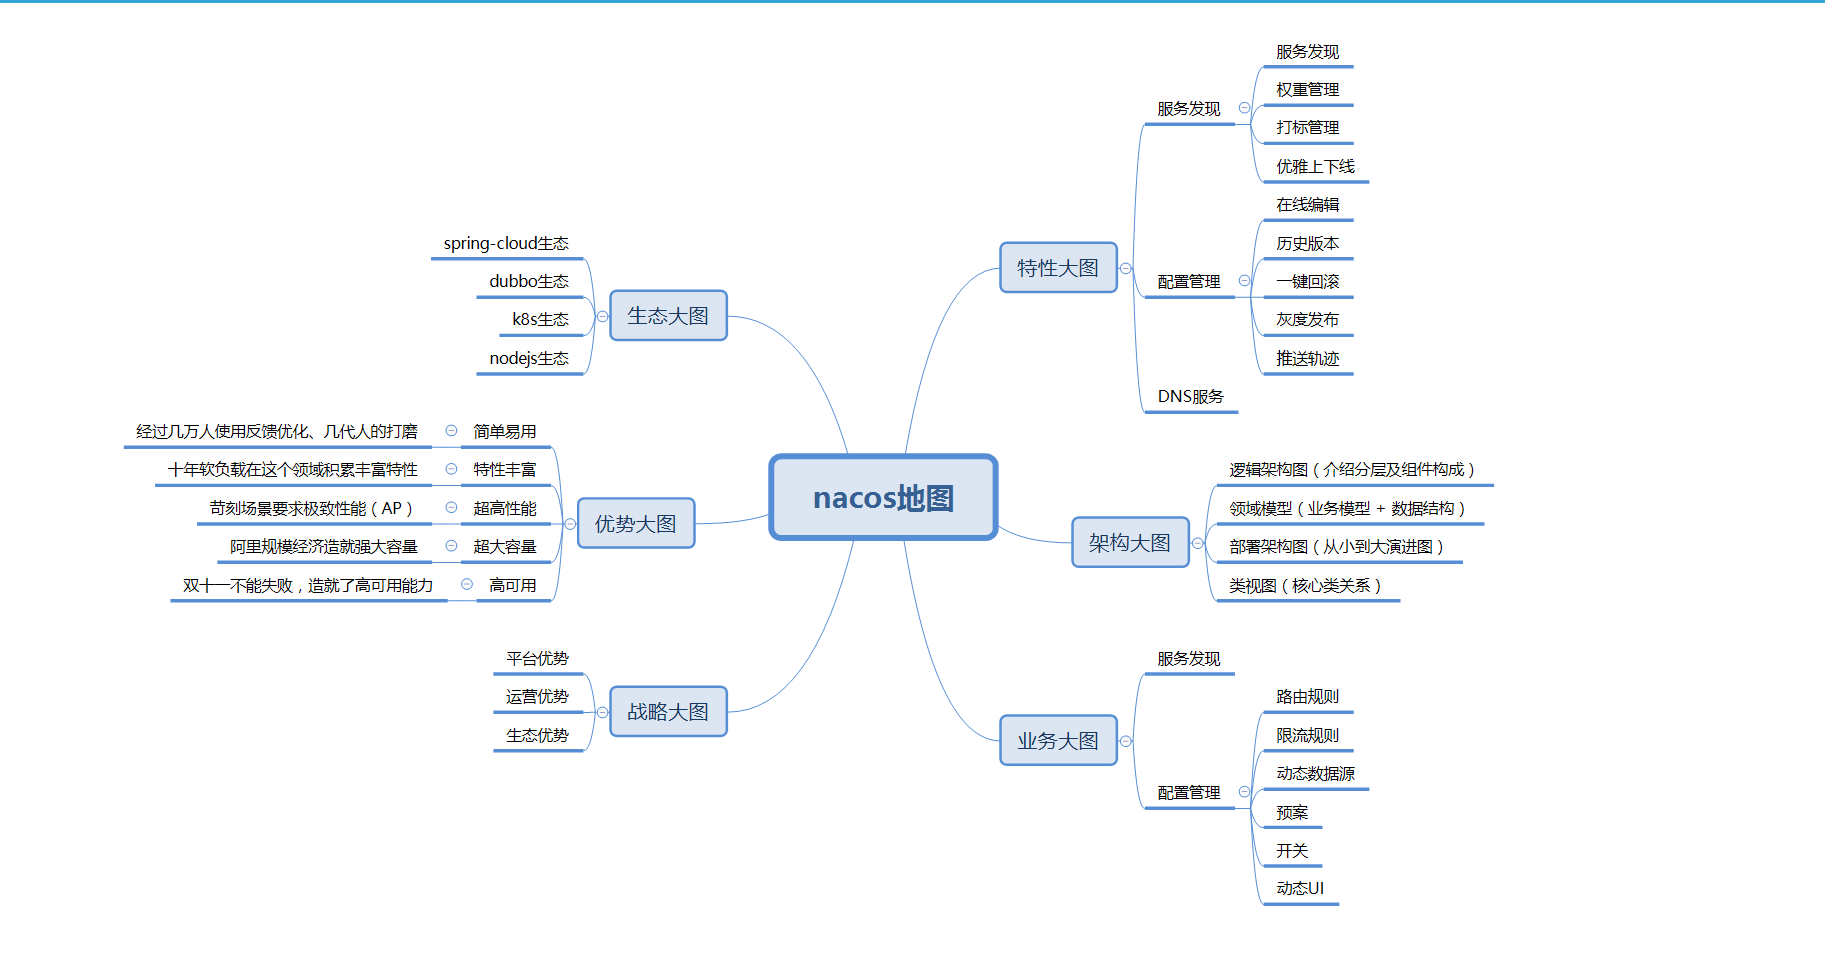 nacos地图
特性大图
服务发现
服务发现
权重管理
打标管理
优雅上下线
配置管理
在线编辑
历史版本
一键回滚
灰度发布
推送轨迹
DNS服务
架构大图
逻辑架构图（介绍分层及组件构成）
领域模型（业务模型 + 数据结构）
部署架构图（从小到大演进图）
类视图（核心类关系）
业务大图
服务发现
配置管理
路由规则
限流规则
动态数据源
预案
开关
动态UI
生态大图
spring-cloud生态
dubbo生态
k8s生态
nodejs生态
优势大图
简单易用
经过几万人使用反馈优化、几代人的打磨
特性丰富
十年软负载在这个领域积累丰富特性
超高性能
苛刻场景要求极致性能（AP）
超大容量
阿里规模经济造就强大容量
高可用
双十一不能失败，造就了高可用能力
战略大图
平台优势
运营优势
生态优势